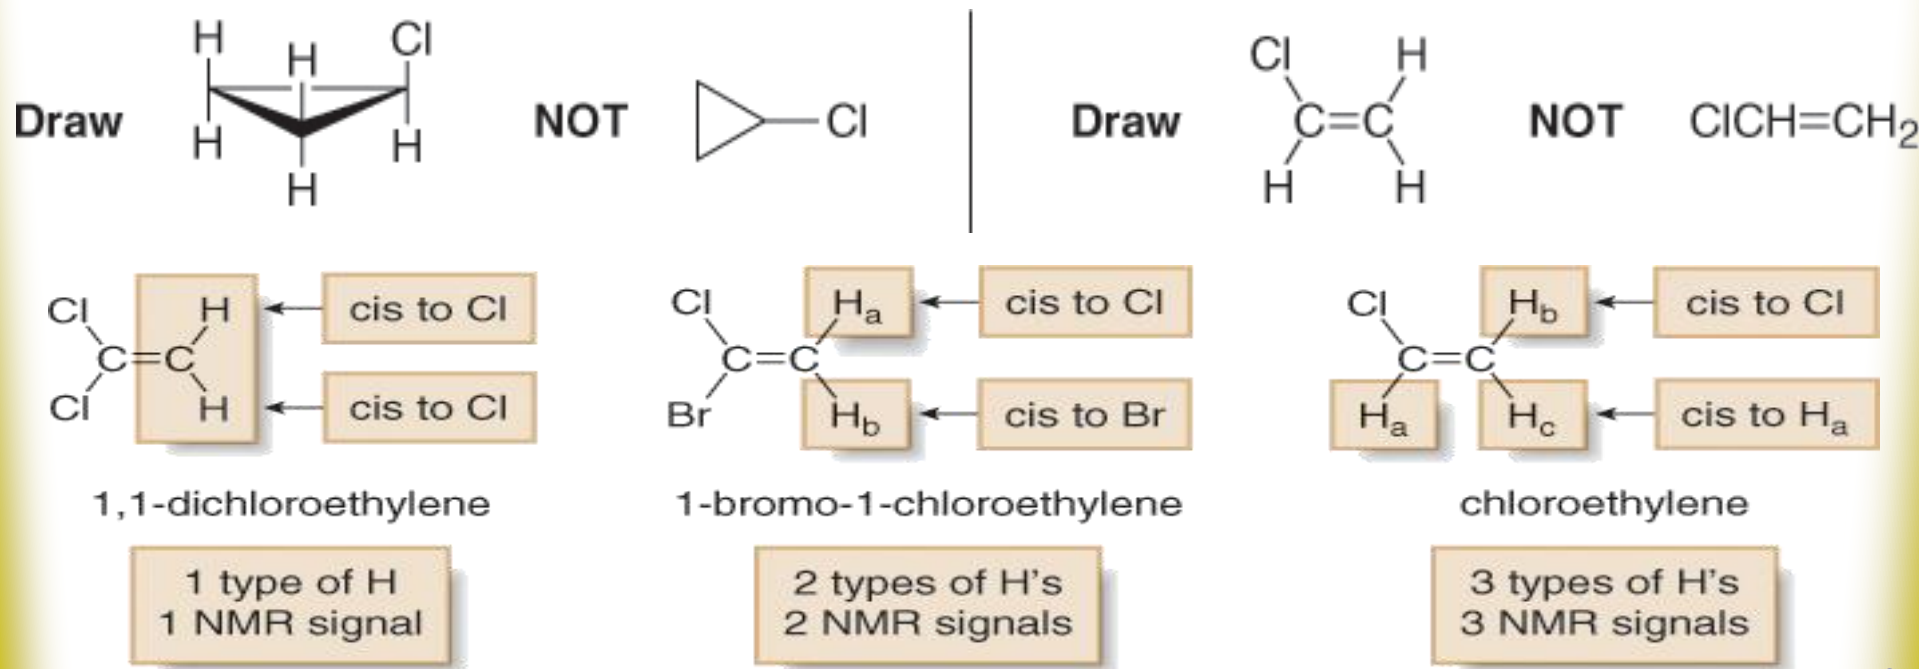 Draw H H Cl H H H NOT Cl
Draw Cl H C=C H H NOT ClCH=CH₂
Cl H cis to Cl
C=C
Cl H cis to Cl
1,1-dichloroethylene
1 type of H
1 NMR signal
Cl Hₐ cis to Cl
C=C
Br H_b cis to Br
1-bromo-1-chloroethylene
2 types of H's
2 NMR signals
Cl H_b cis to Cl
C=C
Hₐ H_c cis to Hₐ
chloroethylene
3 types of H's
3 NMR signals